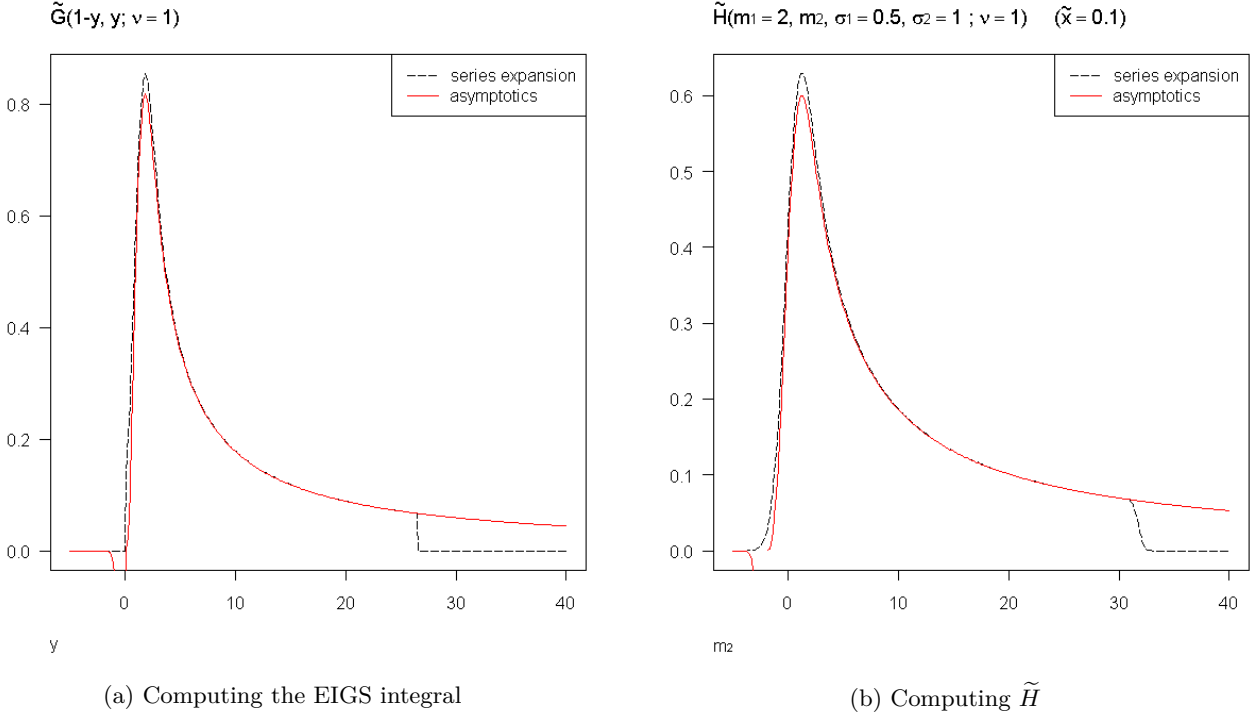 G̃(1-y, y; ν = 1)
series expansion
asymptotics
0.8
0.6
0.4
0.2
0.0
0 10 20 30 40
y
(a) Computing the EIGS integral
H̃(m₁ = 2, m₂, σ₁ = 0.5, σ₂ = 1 ; ν = 1) (x̃ = 0.1)
series expansion
asymptotics
0.6
0.5
0.4
0.3
0.2
0.1
0.0
0 10 20 30 40
m₂
(b) Computing H̃